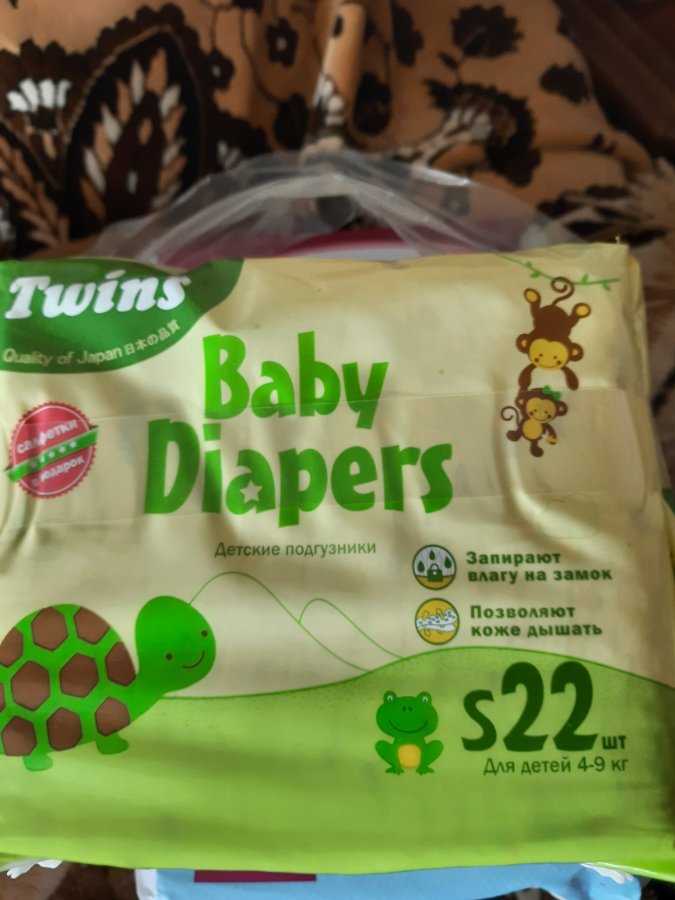 Twins
Quality of Japan 日本の品質
Baby
Diapers
салфетки
в подарок
Детские подгузники
Запирают
влагу на замок
Позволяют
коже дышать
S22 шт
Для детей 4-9 кг